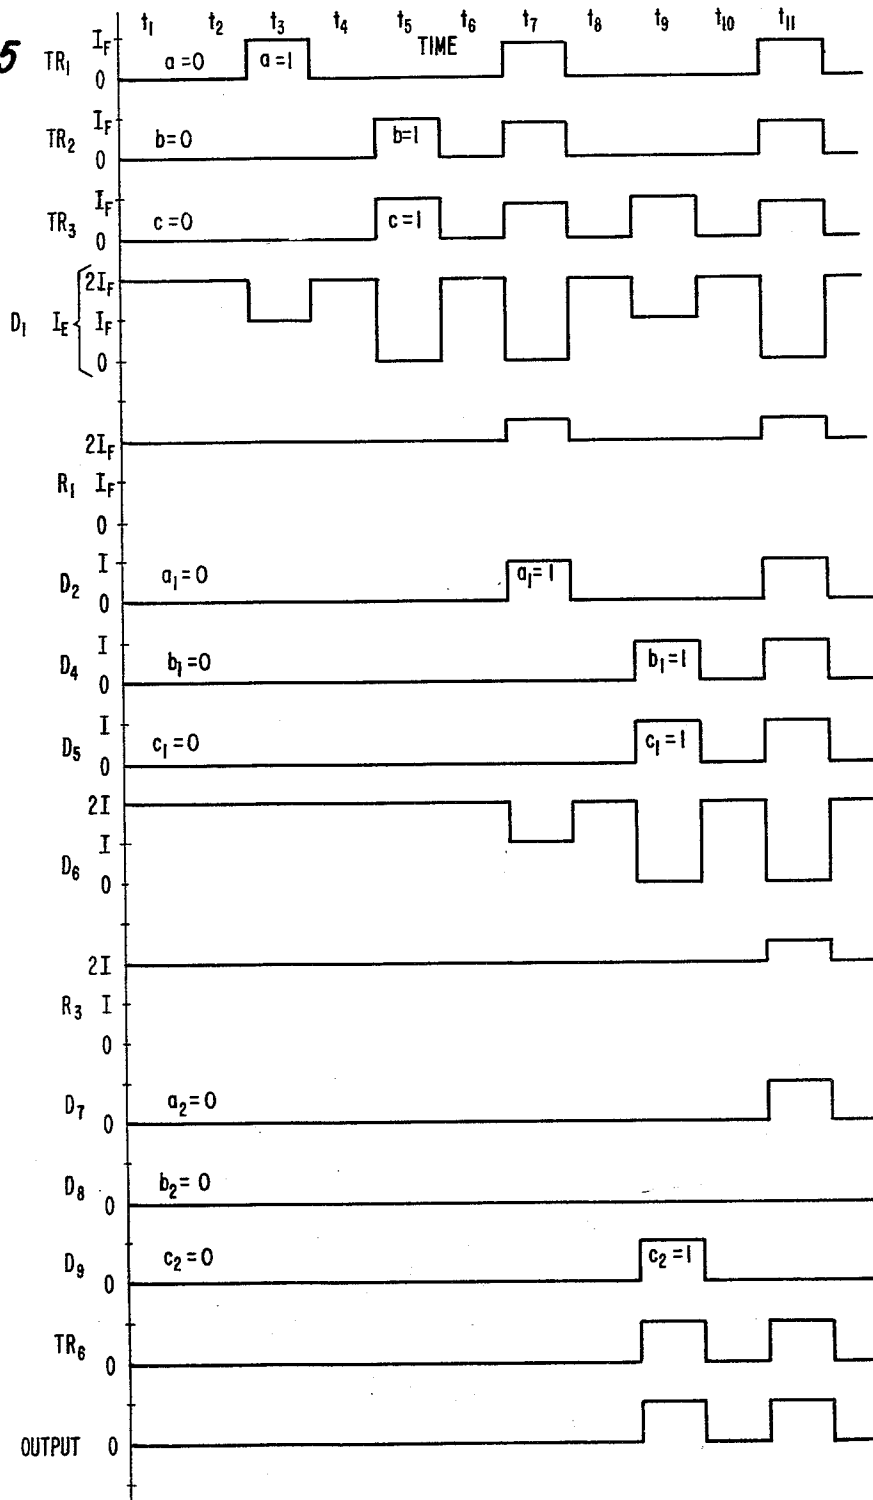 5
t1 t2 t3 t4 t5 t6 t7 t8 t9 t10 t11
TIME
TR1 IF 0 a=0 a=1
TR2 IF 0 b=0 b=1
TR3 IF 0 c=0 c=1
D1 IE { 2IF IF 0
R1 2IF IF 0
D2 I 0 a1=0 a1=1
D4 I 0 b1=0 b1=1
D5 I 0 c1=0 c1=1
D6 2I I 0
R3 2I I 0
D7 0 a2=0
D8 0 b2=0
D9 0 c2=0 c2=1
TR6 0
OUTPUT 0